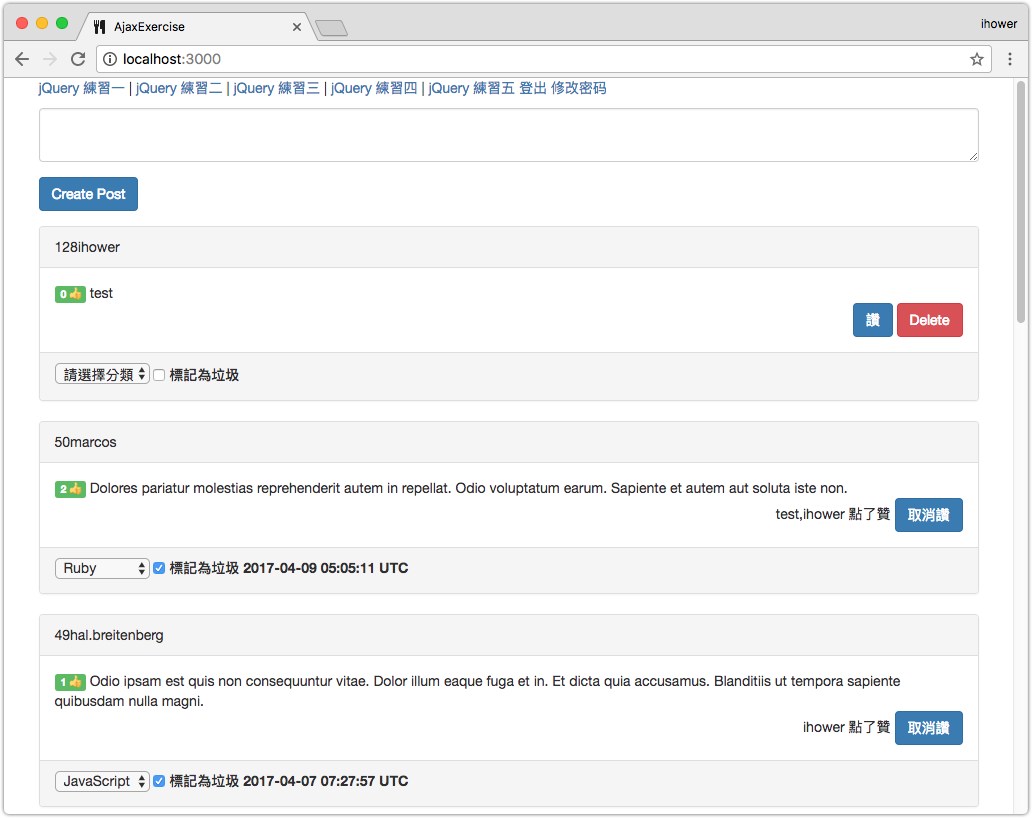 AjaxExercise
ihower
localhost:3000
jQuery 練習一 | jQuery 練習二 | jQuery 練習三 | jQuery 練習四 | jQuery 練習五 登出 修改密码
Create Post
128ihower
0👍 test
讚 Delete
請選擇分類 標記為垃圾
50marcos
2👍 Dolores pariatur molestias reprehenderit autem in repellat. Odio voluptatum earum. Sapiente et autem aut soluta iste non.
test,ihower 點了贊 取消讚
Ruby 標記為垃圾 2017-04-09 05:05:11 UTC
49hal.breitenberg
1👍 Odio ipsam est quis non consequuntur vitae. Dolor illum eaque fuga et in. Et dicta quia accusamus. Blanditiis ut tempora sapiente
quibusdam nulla magni.
ihower 點了贊 取消讚
JavaScript 標記為垃圾 2017-04-07 07:27:57 UTC